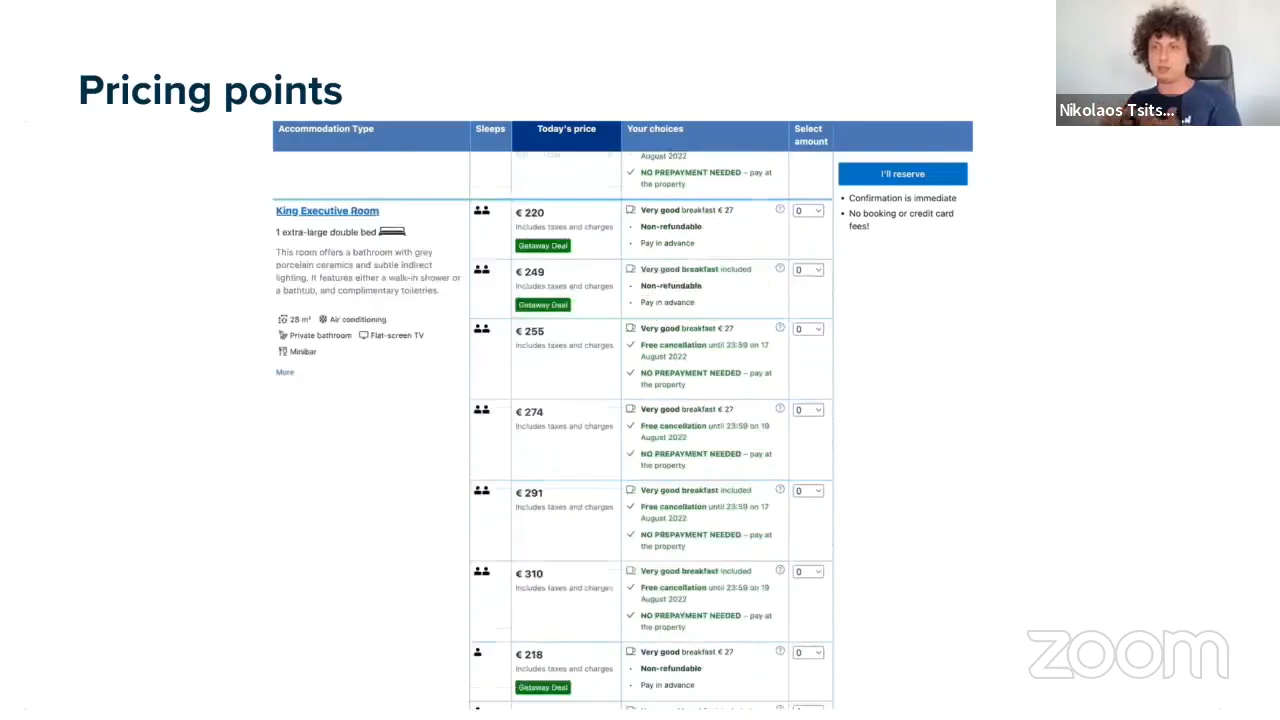 Pricing points
Nikolaos Tsits...
Accommodation Type
Sleeps
Today's price
Your choices
Select
amount
August 2022
NO PREPAYMENT NEEDED – pay at
the property
I'll reserve
Confirmation is immediate
No booking or credit card
fees!
King Executive Room
1 extra-large double bed
This room offers a bathroom with grey
porcelain ceramics and subtle indirect
lighting. It features either a walk-in shower or
a bathtub, and complimentary toiletries.
28 m² Air conditioning
Private bathroom Flat-screen TV
Minibar
More
€ 220
Includes taxes and charges
Getaway Deal
Very good breakfast € 27
Non-refundable
Pay in advance
0
€ 249
Includes taxes and charges
Getaway Deal
Very good breakfast included
Non-refundable
Pay in advance
0
€ 255
Includes taxes and charges
Very good breakfast € 27
Free cancellation until 23:59 on 17
August 2022
NO PREPAYMENT NEEDED – pay at
the property
0
€ 274
Includes taxes and charges
Very good breakfast € 27
Free cancellation until 23:59 on 19
August 2022
NO PREPAYMENT NEEDED – pay at
the property
0
€ 291
Includes taxes and charges
Very good breakfast included
Free cancellation until 23:59 on 17
August 2022
NO PREPAYMENT NEEDED – pay at
the property
0
€ 310
Includes taxes and charges
Very good breakfast included
Free cancellation until 23:59 on 19
August 2022
NO PREPAYMENT NEEDED – pay at
the property
0
€ 218
Includes taxes and charges
Getaway Deal
Very good breakfast € 27
Non-refundable
Pay in advance
0
zoom